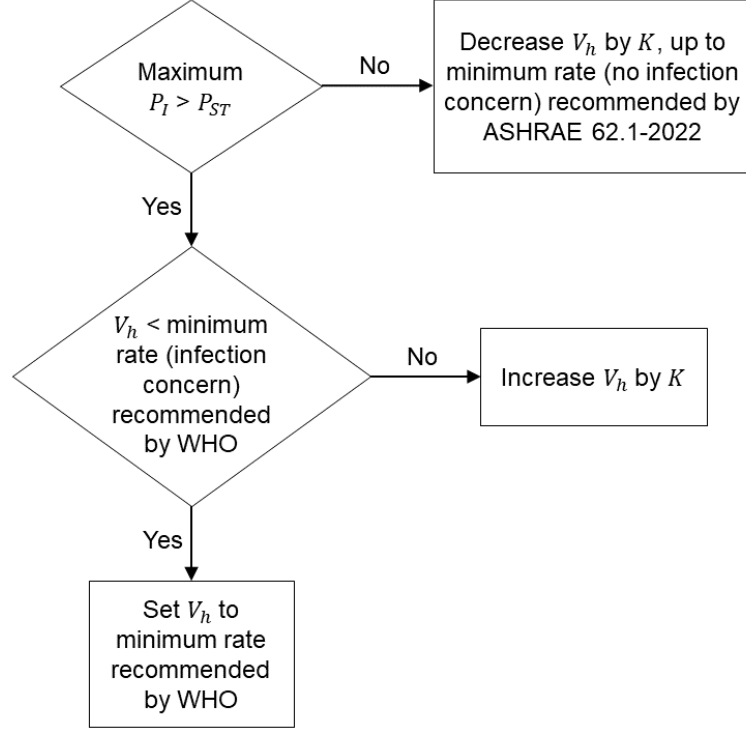 Maximum
P_I > P_ST
No
Decrease V_h by K, up to
minimum rate (no infection
concern) recommended by
ASHRAE 62.1-2022
Yes
V_h < minimum
rate (infection
concern)
recommended
by WHO
No
Increase V_h by K
Yes
Set V_h to
minimum rate
recommended
by WHO